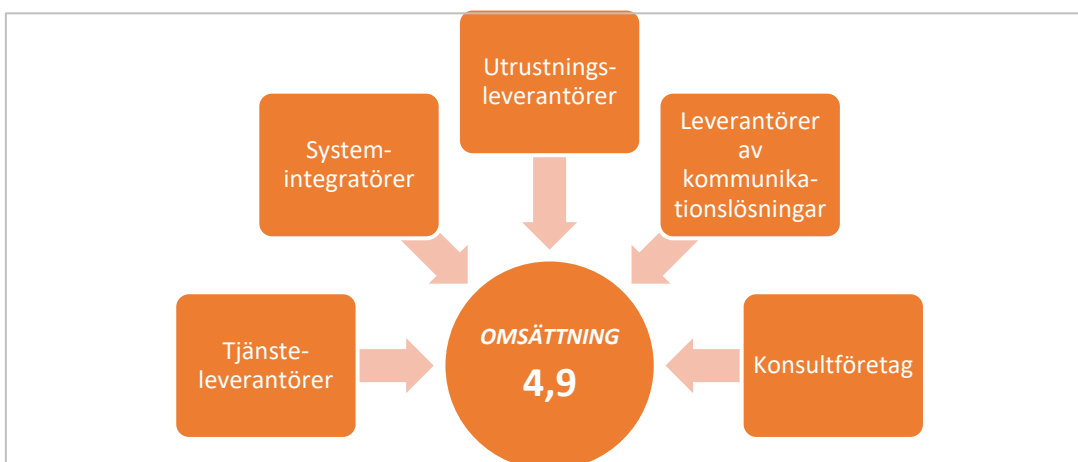 Utrustnings-
leverantörer
System-
integratörer
Leverantörer
av
kommunika-
tionslösningar
Tjänste-
leverantörer
OMSÄTTNING
4,9
Konsultföretag